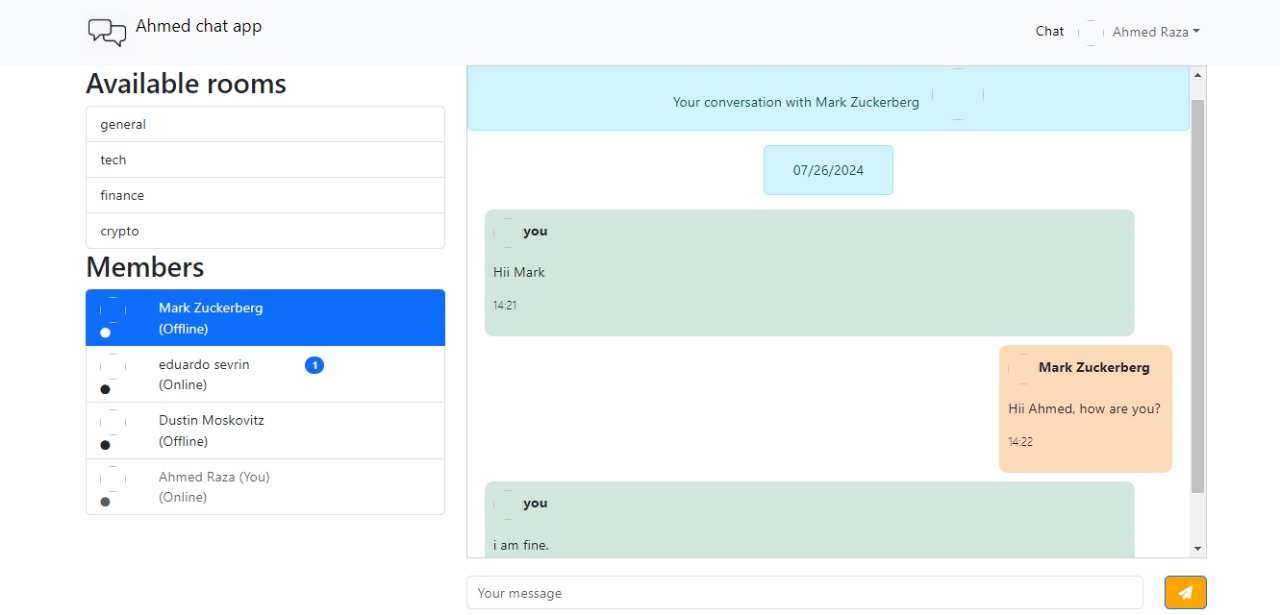 Ahmed chat app
Chat
Ahmed Raza
Available rooms
general
tech
finance
crypto
Members
Mark Zuckerberg
(Offline)
eduardo sevrin 1
(Online)
Dustin Moskovitz
(Offline)
Ahmed Raza (You)
(Online)
Your conversation with Mark Zuckerberg
07/26/2024
you
Hii Mark
14:21
Mark Zuckerberg
Hii Ahmed, how are you?
14:22
you
i am fine.
Your message